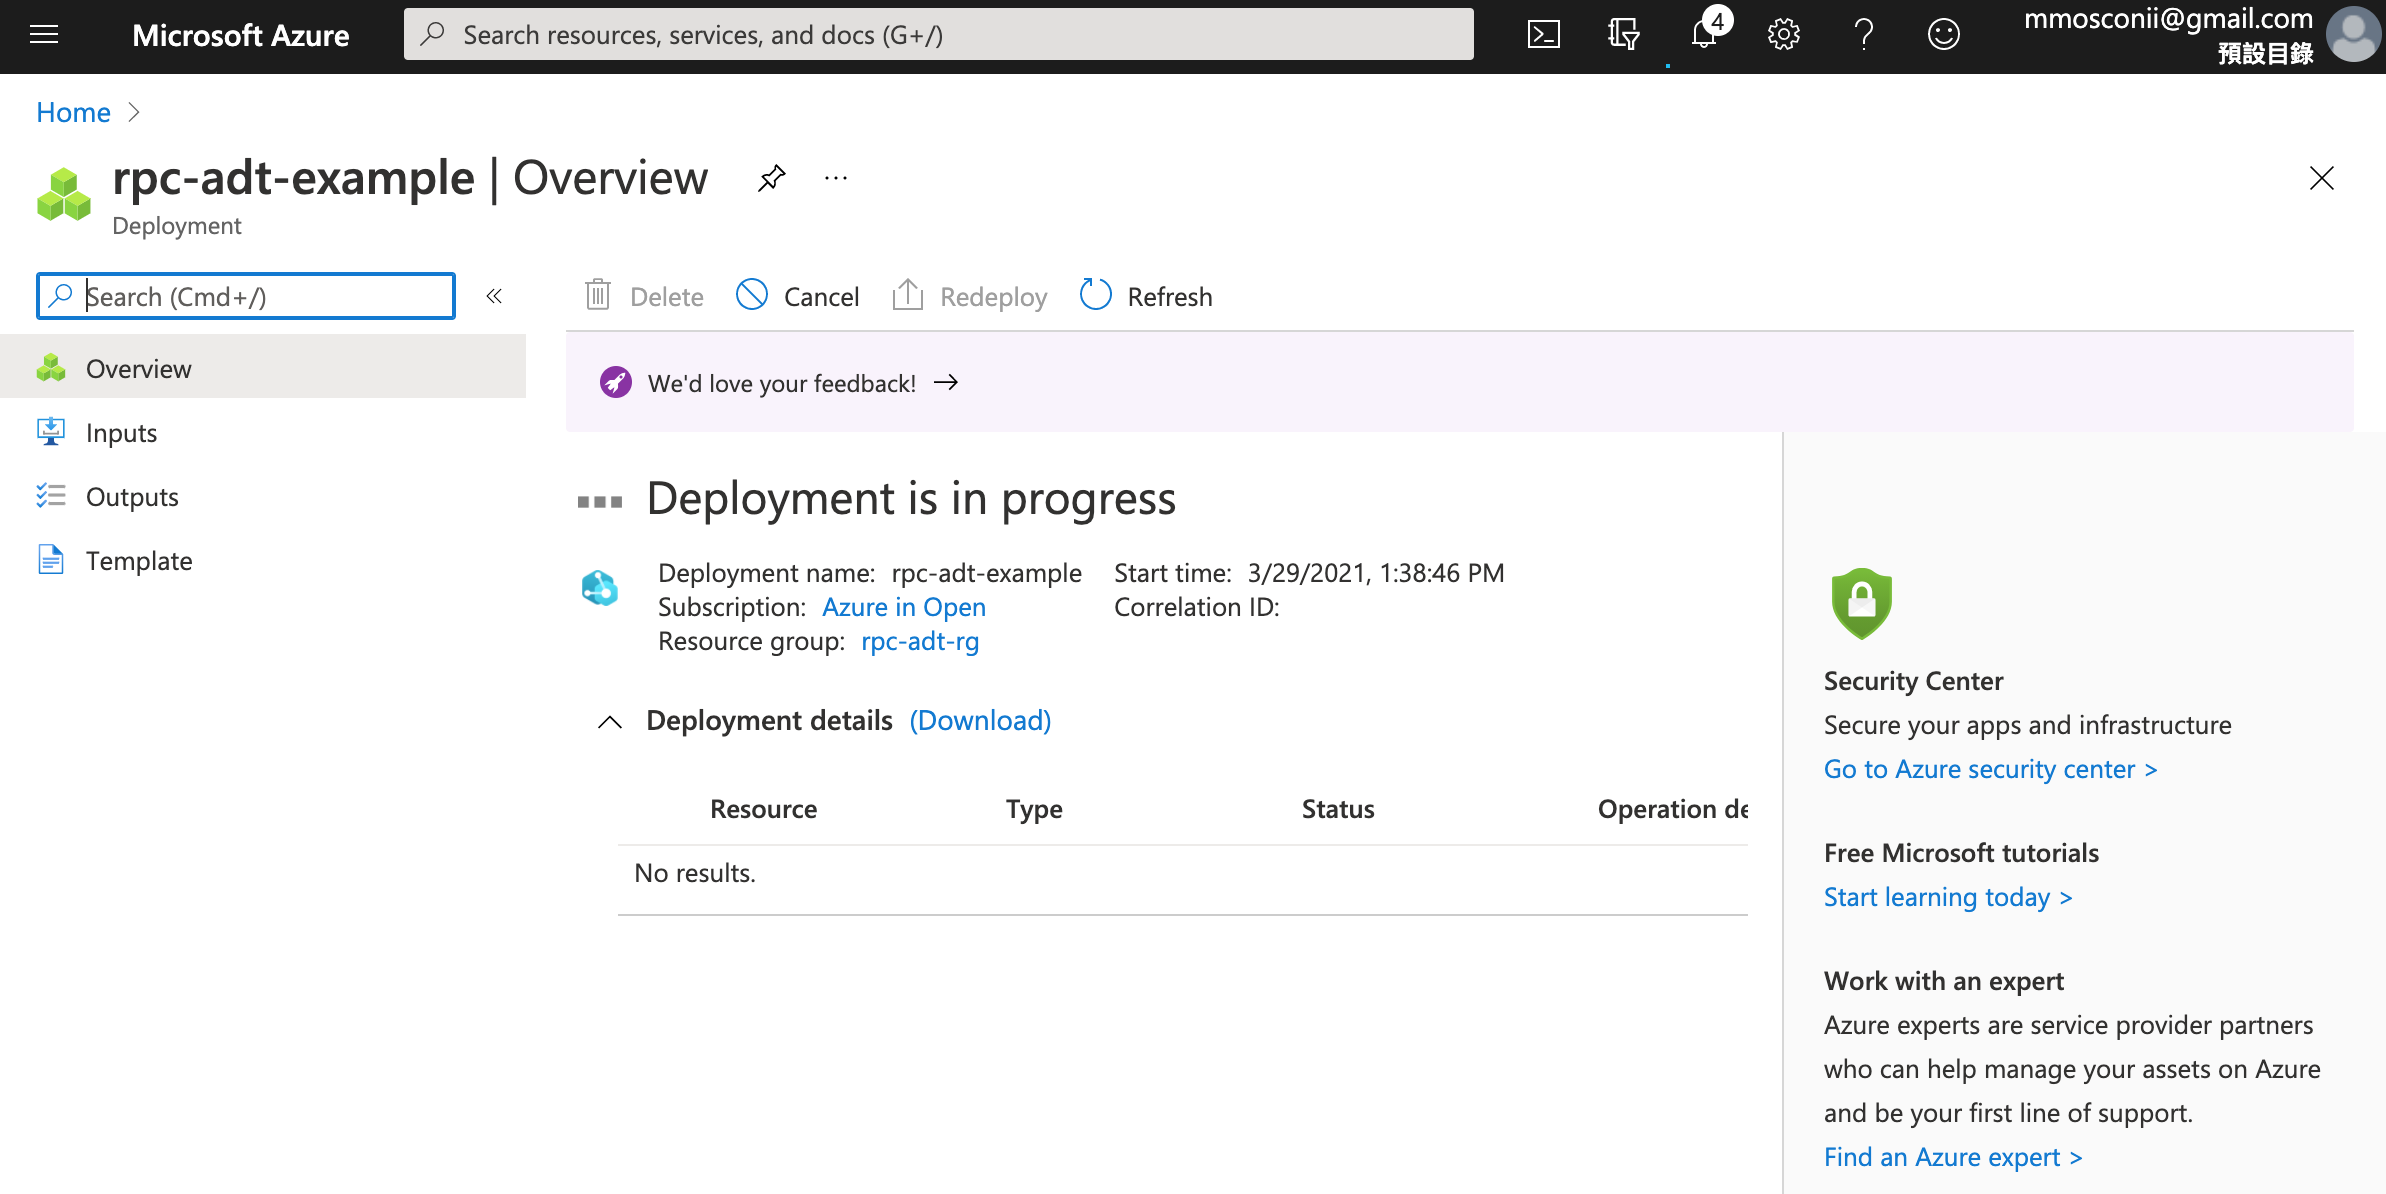 Microsoft Azure
Search resources, services, and docs (G+/)
4
mmosconii@gmail.com
預設目錄
Home
rpc-adt-example | Overview
Deployment
Search (Cmd+/)
Overview
Inputs
Outputs
Template
Delete
Cancel
Redeploy
Refresh
We'd love your feedback!
Deployment is in progress
Deployment name: rpc-adt-example
Subscription: Azure in Open
Resource group: rpc-adt-rg
Start time: 3/29/2021, 1:38:46 PM
Correlation ID:
Deployment details (Download)
Resource Type Status Operation de
No results.
Security Center
Secure your apps and infrastructure
Go to Azure security center >
Free Microsoft tutorials
Start learning today >
Work with an expert
Azure experts are service provider partners
who can help manage your assets on Azure
and be your first line of support.
Find an Azure expert >